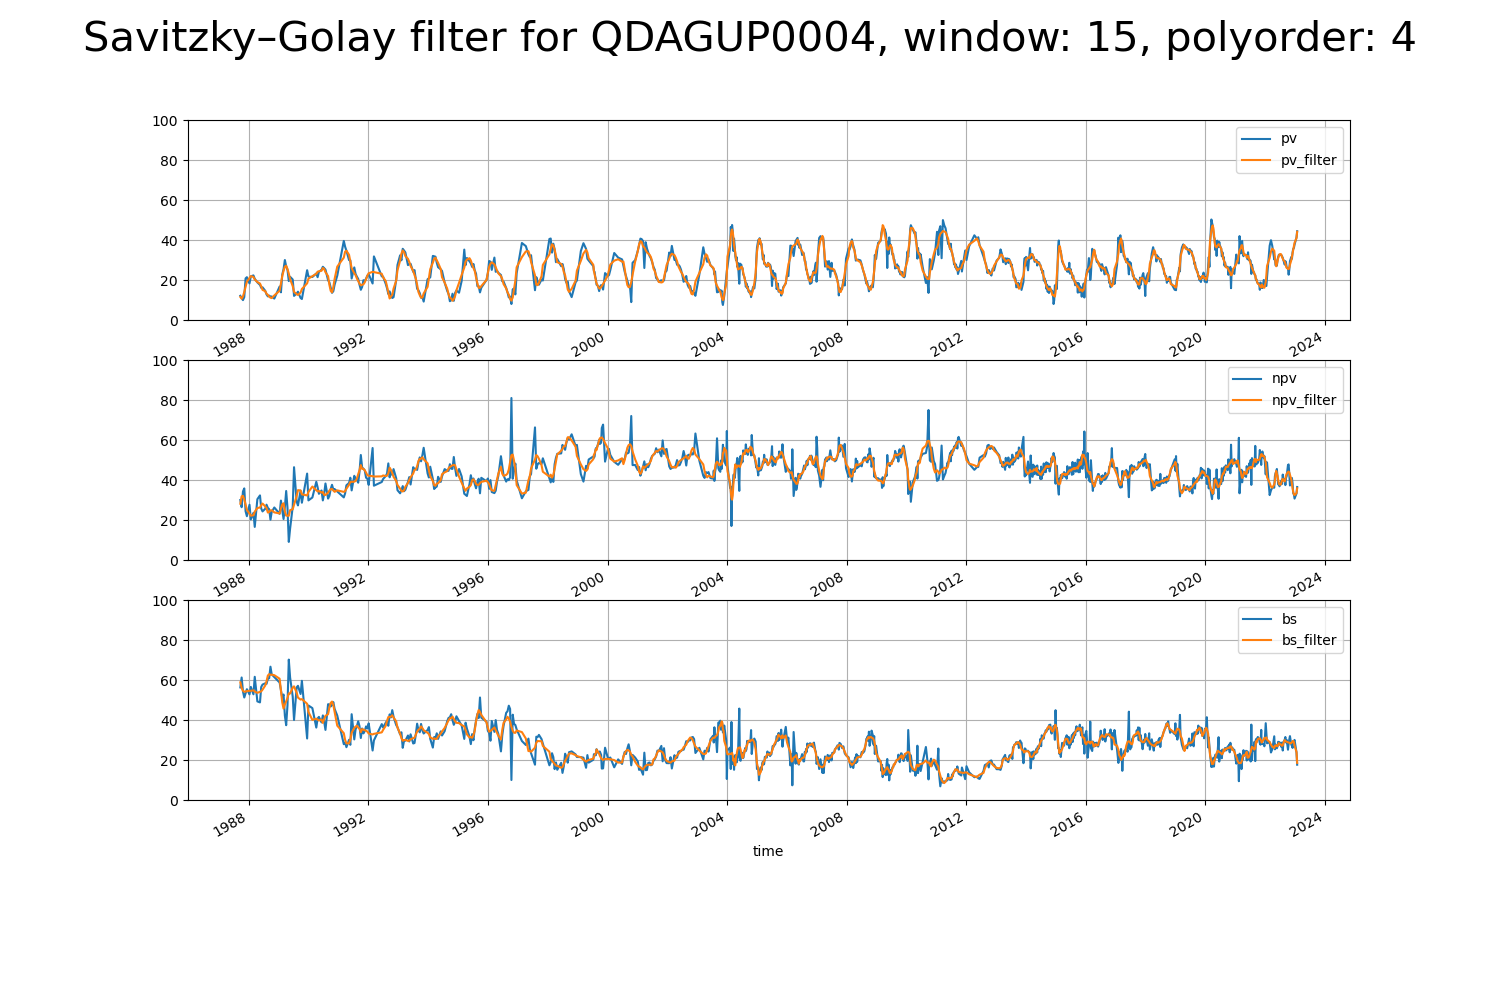 Savitzky–Golay filter for QDAGUP0004, window: 15, polyorder: 4
100
80
60
40
20
0
pv
pv_filter
1988 1992 1996 2000 2004 2008 2012 2016 2020 2024
100
80
60
40
20
0
npv
npv_filter
1988 1992 1996 2000 2004 2008 2012 2016 2020 2024
100
80
60
40
20
0
bs
bs_filter
1988 1992 1996 2000 2004 2008 2012 2016 2020 2024
time